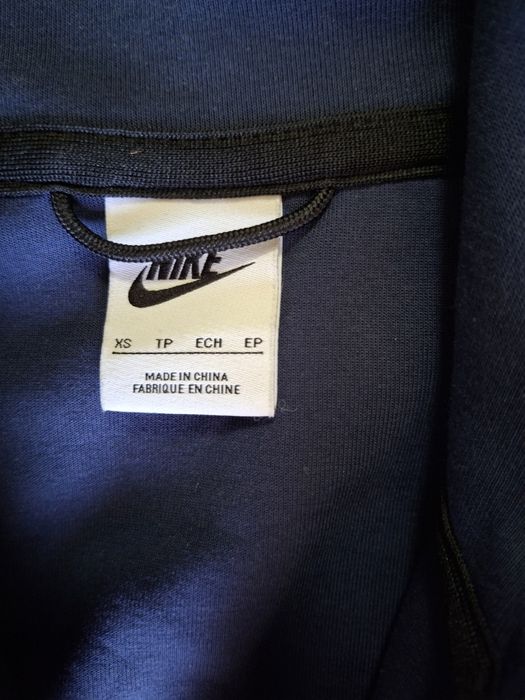 NIKE
XS TP ECH EP
MADE IN CHINA
FABRIQUE EN CHINE